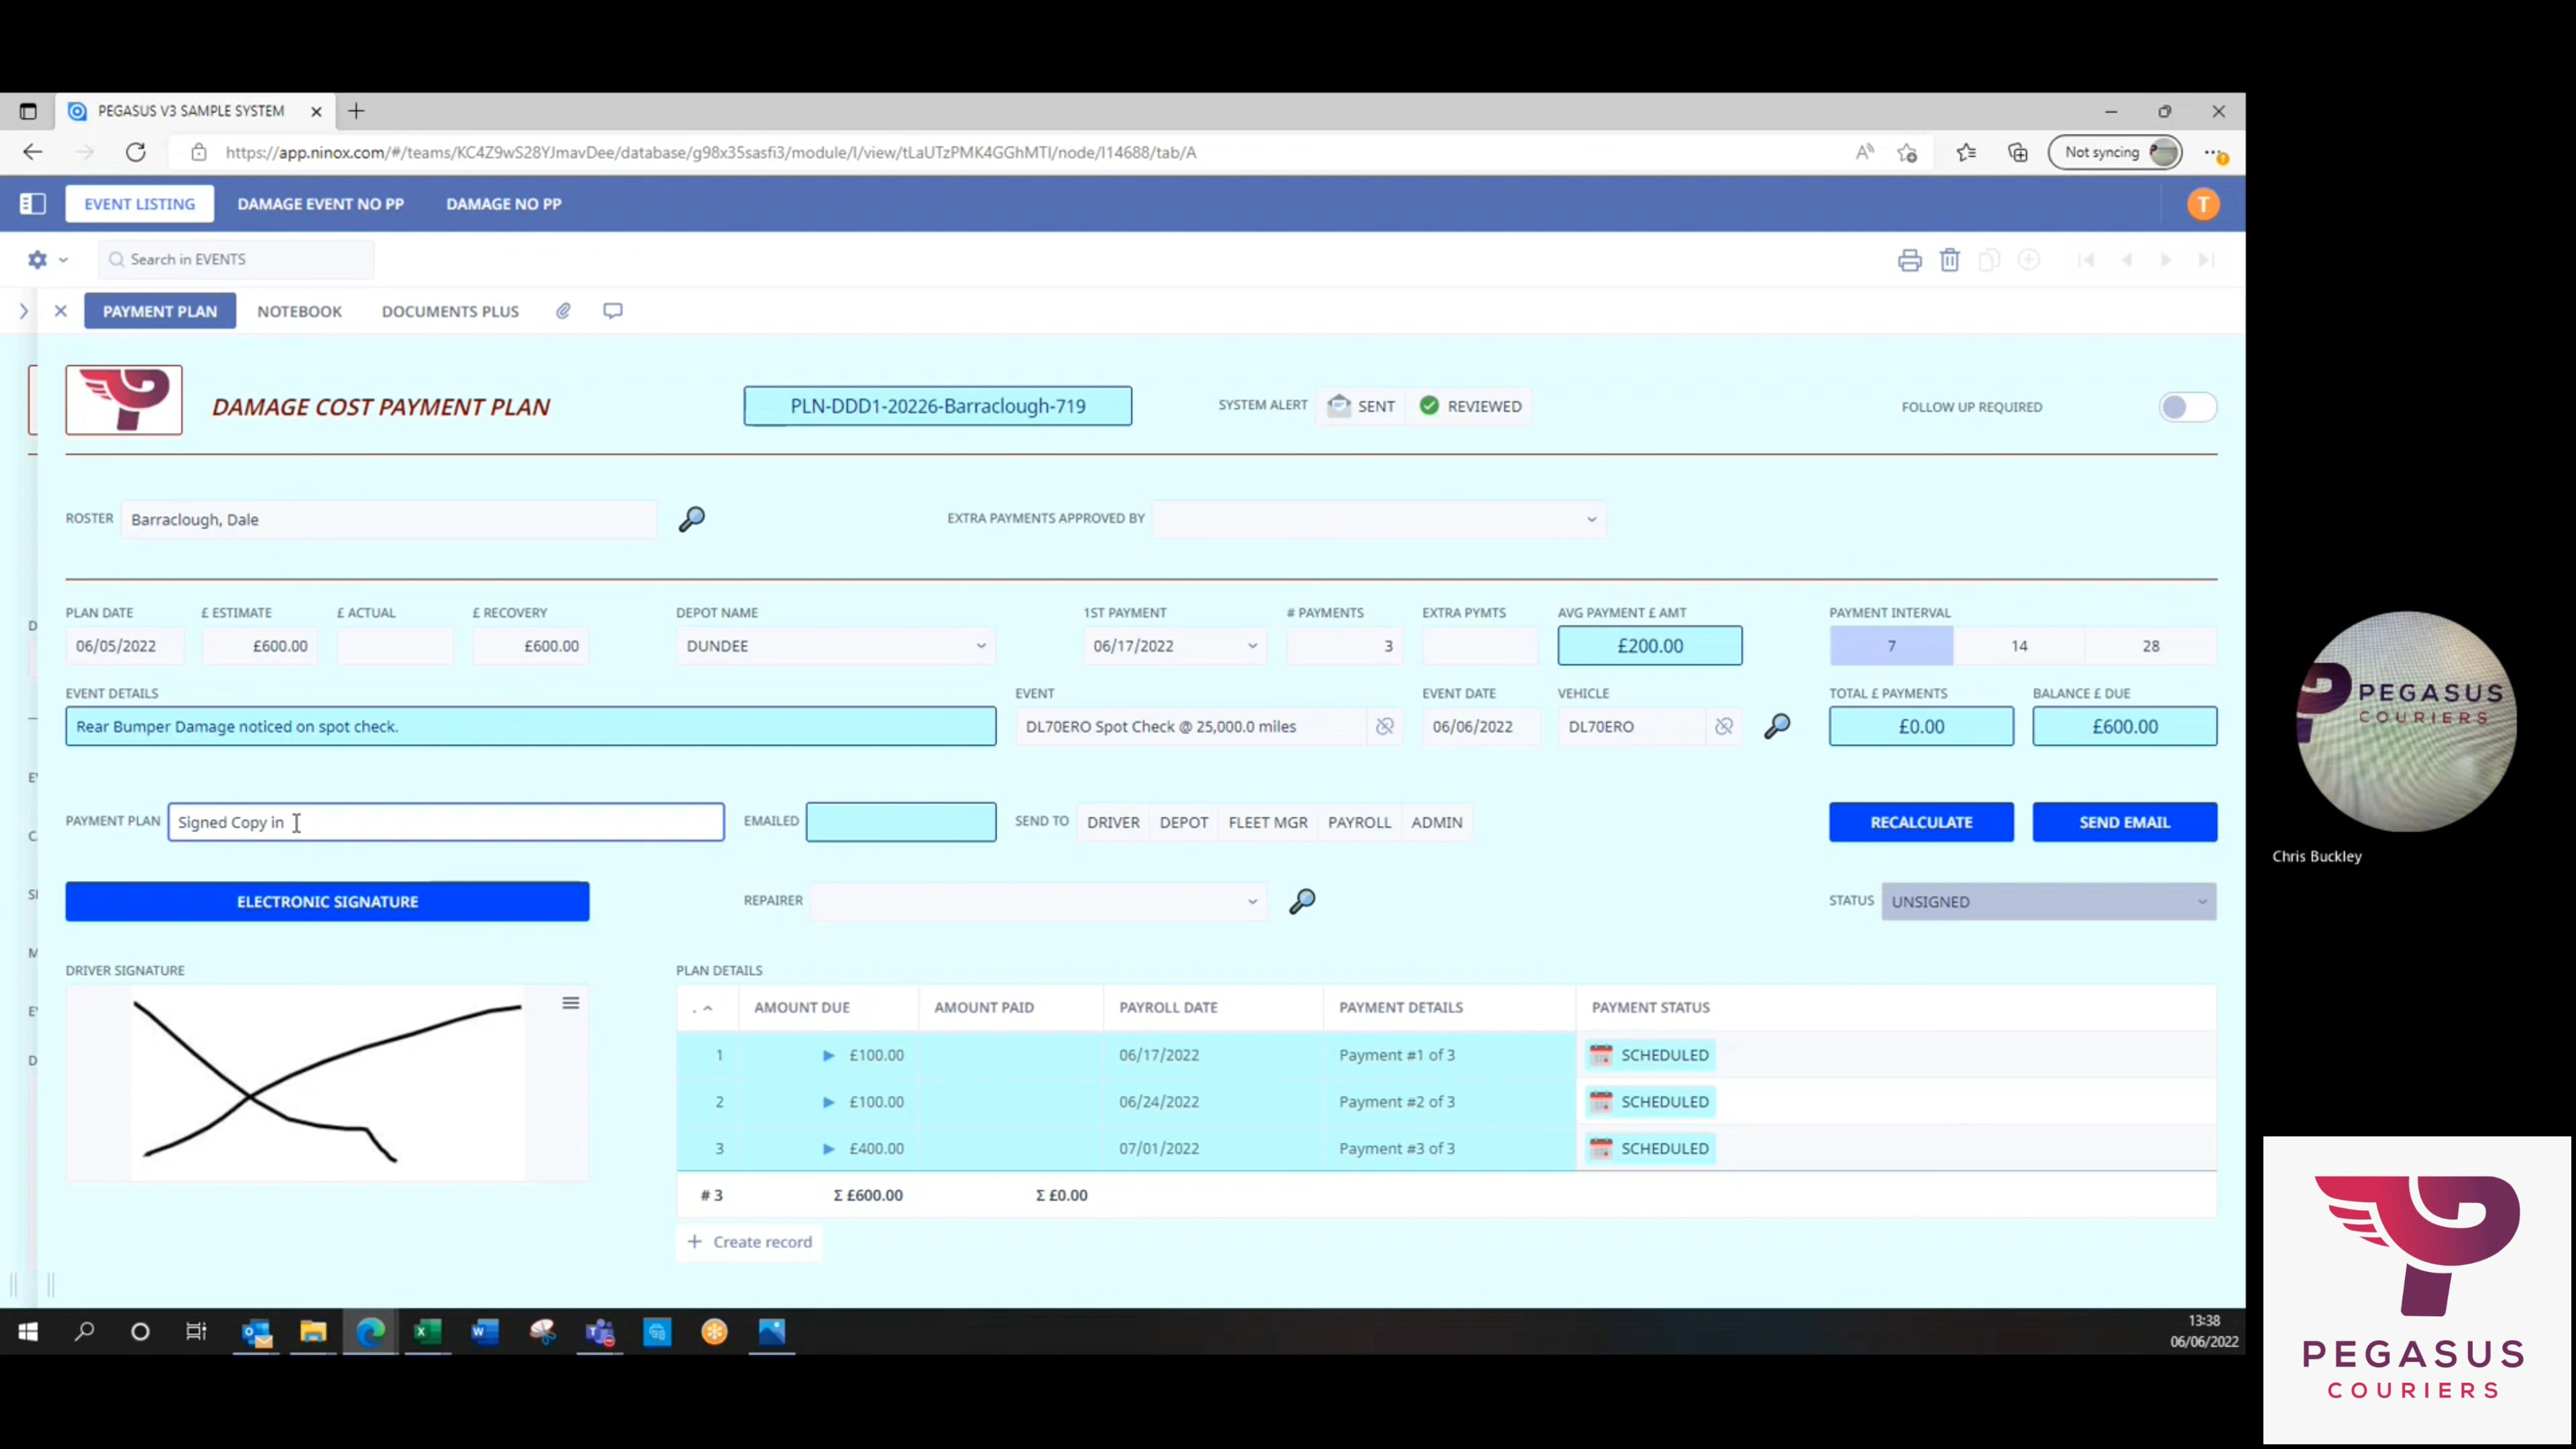 PEGASUS V3 SAMPLE SYSTEM
https://app.ninox.com/#/teams/KC4Z9wS28YJmavDee/database/g98x35sasfi3/module/I/view/tLaUTzPMK4GGhMTI/node/I14688/tab/A
Not syncing
EVENT LISTING DAMAGE EVENT NO PP DAMAGE NO PP
T
Search in EVENTS
PAYMENT PLAN NOTEBOOK DOCUMENTS PLUS
DAMAGE COST PAYMENT PLAN PLN-DDD1-20226-Barraclough-719 SYSTEM ALERT SENT REVIEWED FOLLOW UP REQUIRED
ROSTER Barraclough, Dale EXTRA PAYMENTS APPROVED BY
PLAN DATE £ ESTIMATE £ ACTUAL £ RECOVERY DEPOT NAME 1ST PAYMENT # PAYMENTS EXTRA PYMTS AVG PAYMENT £ AMT PAYMENT INTERVAL
06/05/2022 £600.00 £600.00 DUNDEE 06/17/2022 3 £200.00 7 14 28
EVENT DETAILS EVENT EVENT DATE VEHICLE TOTAL £ PAYMENTS BALANCE £ DUE
Rear Bumper Damage noticed on spot check. DL70ERO Spot Check @ 25,000.0 miles 06/06/2022 DL70ERO £0.00 £600.00
PAYMENT PLAN Signed Copy in EMAILED SEND TO DRIVER DEPOT FLEET MGR PAYROLL ADMIN RECALCULATE SEND EMAIL
ELECTRONIC SIGNATURE REPAIRER STATUS UNSIGNED
DRIVER SIGNATURE PLAN DETAILS
. AMOUNT DUE AMOUNT PAID PAYROLL DATE PAYMENT DETAILS PAYMENT STATUS
1 £100.00 06/17/2022 Payment #1 of 3 SCHEDULED
2 £100.00 06/24/2022 Payment #2 of 3 SCHEDULED
3 £400.00 07/01/2022 Payment #3 of 3 SCHEDULED
# 3 Σ £600.00 Σ £0.00
+ Create record
13:38
06/06/2022
PEGASUS
COURIERS
Chris Buckley
PEGASUS
COURIERS